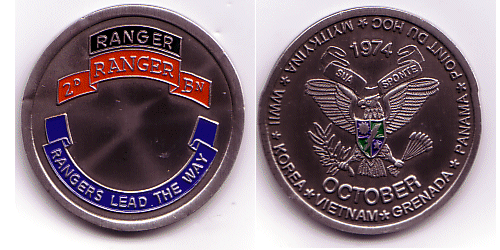 RANGER
2D RANGER BN
RANGERS LEAD THE WAY
1974
SUA SPONTE
OCTOBER
WWII ★ KOREA ★ VIETNAM ★ GRENADA ★ PANAMA ★ POINT DU HOC ★ MYITKYINA ★